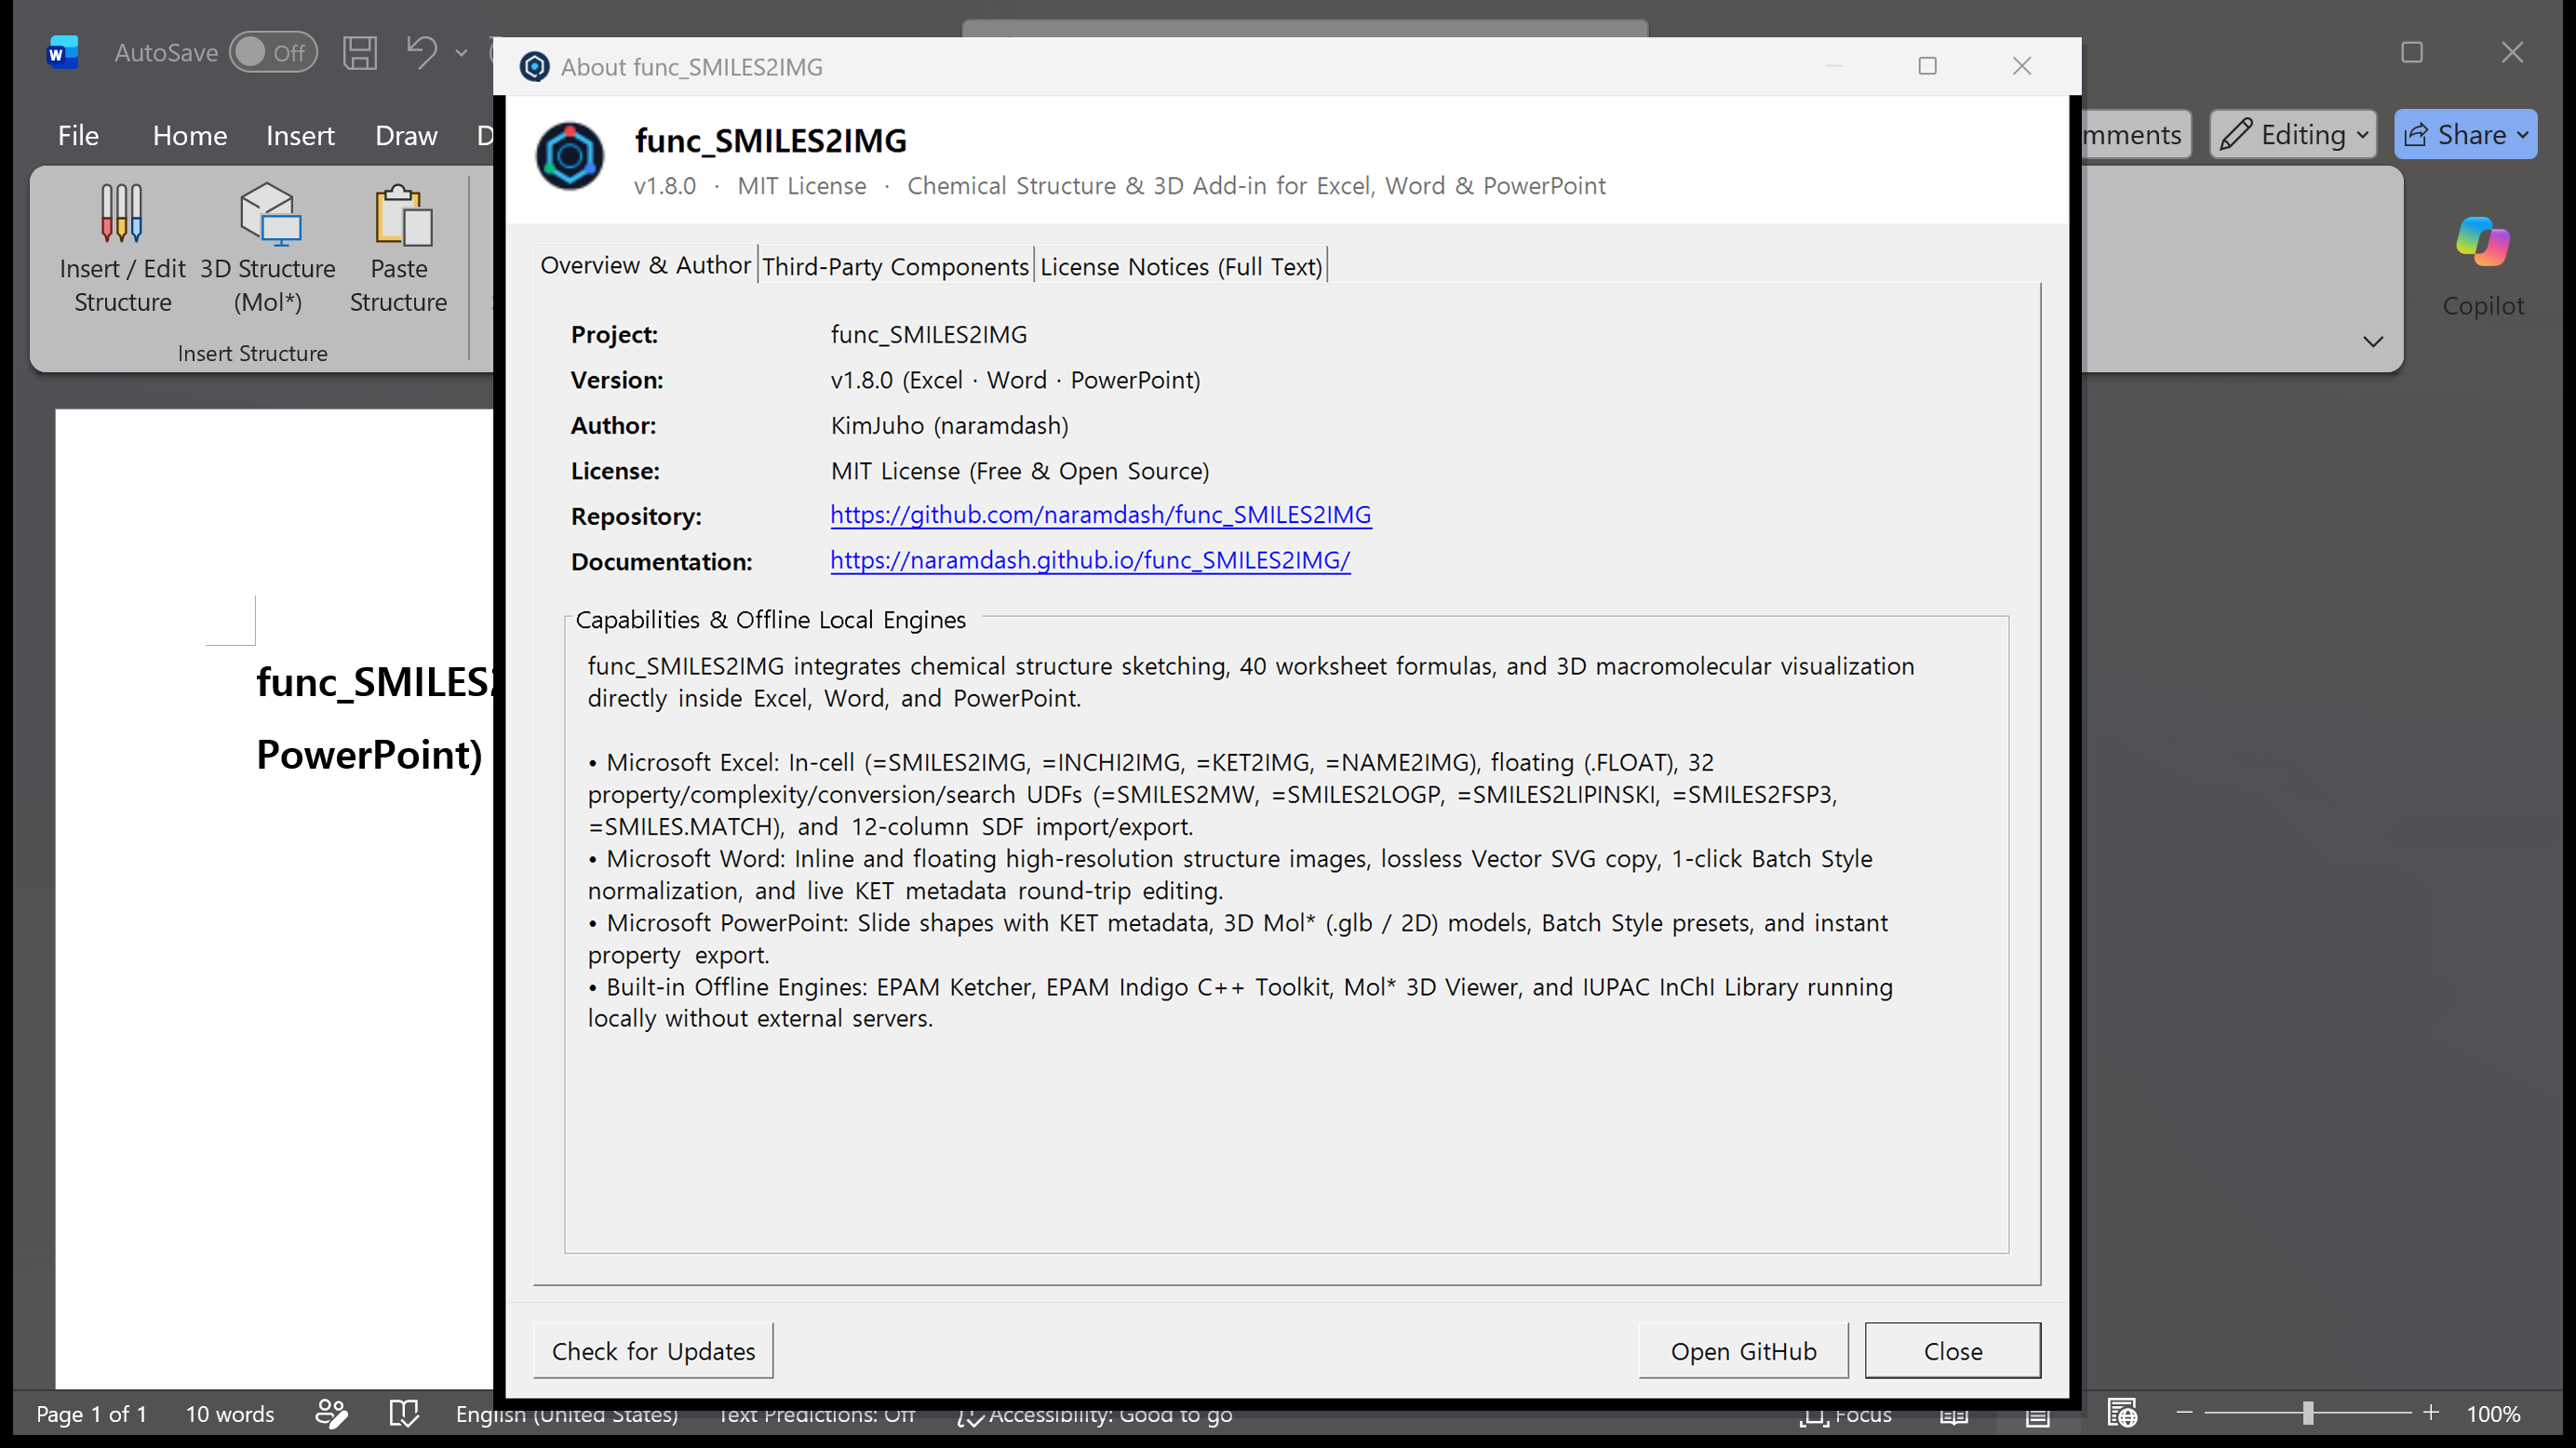 AutoSave Off
About func_SMILES2IMG
File Home Insert Draw
mments Editing Share
func_SMILES2IMG
v1.8.0 · MIT License · Chemical Structure & 3D Add-in for Excel, Word & PowerPoint
Insert / Edit Structure
3D Structure (Mol*)
Paste Structure
Insert Structure
Copilot
Overview & Author Third-Party Components License Notices (Full Text)
Project: func_SMILES2IMG
Version: v1.8.0 (Excel · Word · PowerPoint)
Author: KimJuho (naramdash)
License: MIT License (Free & Open Source)
Repository: https://github.com/naramdash/func_SMILES2IMG
Documentation: https://naramdash.github.io/func_SMILES2IMG/
Capabilities & Offline Local Engines
func_SMILES2IMG integrates chemical structure sketching, 40 worksheet formulas, and 3D macromolecular visualization
directly inside Excel, Word, and PowerPoint.
• Microsoft Excel: In-cell (=SMILES2IMG, =INCHI2IMG, =KET2IMG, =NAME2IMG), floating (.FLOAT), 32
property/complexity/conversion/search UDFs (=SMILES2MW, =SMILES2LOGP, =SMILES2LIPINSKI, =SMILES2FSP3,
=SMILES.MATCH), and 12-column SDF import/export.
• Microsoft Word: Inline and floating high-resolution structure images, lossless Vector SVG copy, 1-click Batch Style
normalization, and live KET metadata round-trip editing.
• Microsoft PowerPoint: Slide shapes with KET metadata, 3D Mol* (.glb / 2D) models, Batch Style presets, and instant
property export.
• Built-in Offline Engines: EPAM Ketcher, EPAM Indigo C++ Toolkit, Mol* 3D Viewer, and IUPAC InChI Library running
locally without external servers.
func_SMILES
PowerPoint)
Check for Updates Open GitHub Close
Page 1 of 1 10 words English (United States) Text Predictions: Off Accessibility: Good to go Focus 100%